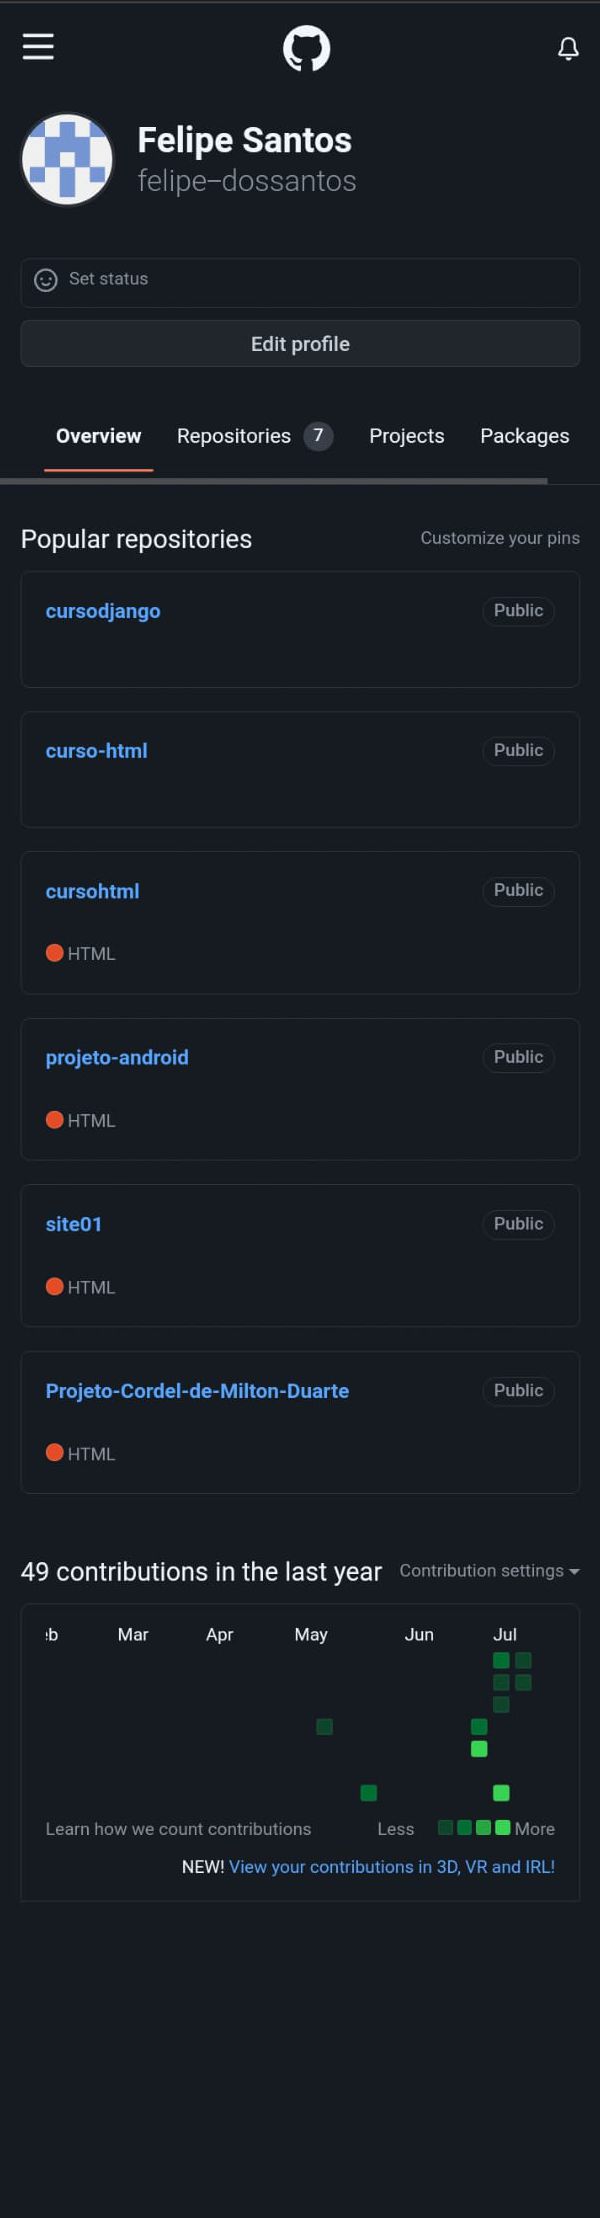 Felipe Santos
felipe-dossantos
Set status
Edit profile
Overview Repositories 7 Projects Packages
Popular repositories Customize your pins
cursodjango Public
curso-html Public
cursohtml Public
HTML
projeto-android Public
HTML
site01 Public
HTML
Projeto-Cordel-de-Milton-Duarte Public
HTML
49 contributions in the last year Contribution settings
eb Mar Apr May Jun Jul
Learn how we count contributions Less More
NEW! View your contributions in 3D, VR and IRL!